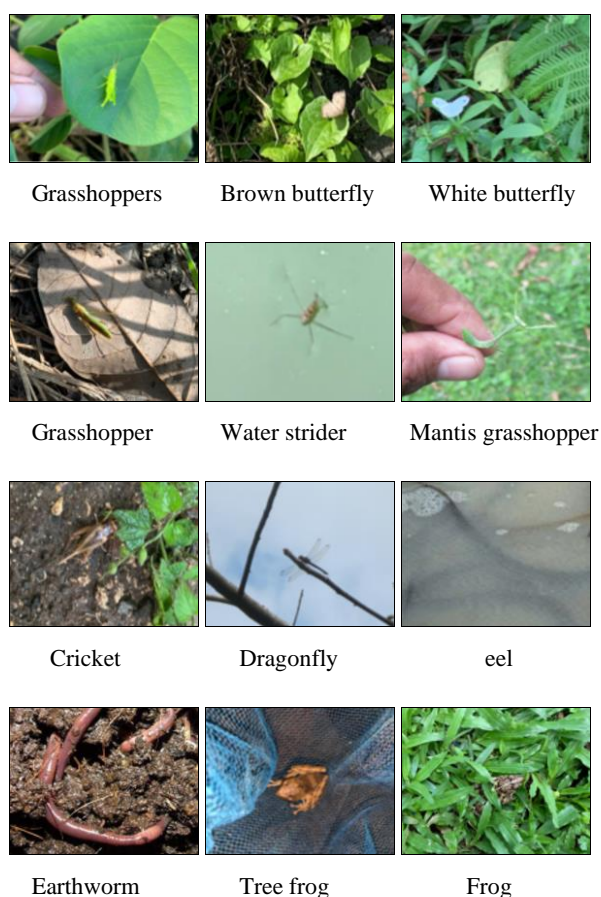 Grasshoppers Brown butterfly White butterfly
Grasshopper Water strider Mantis grasshopper
Cricket Dragonfly eel
Earthworm Tree frog Frog